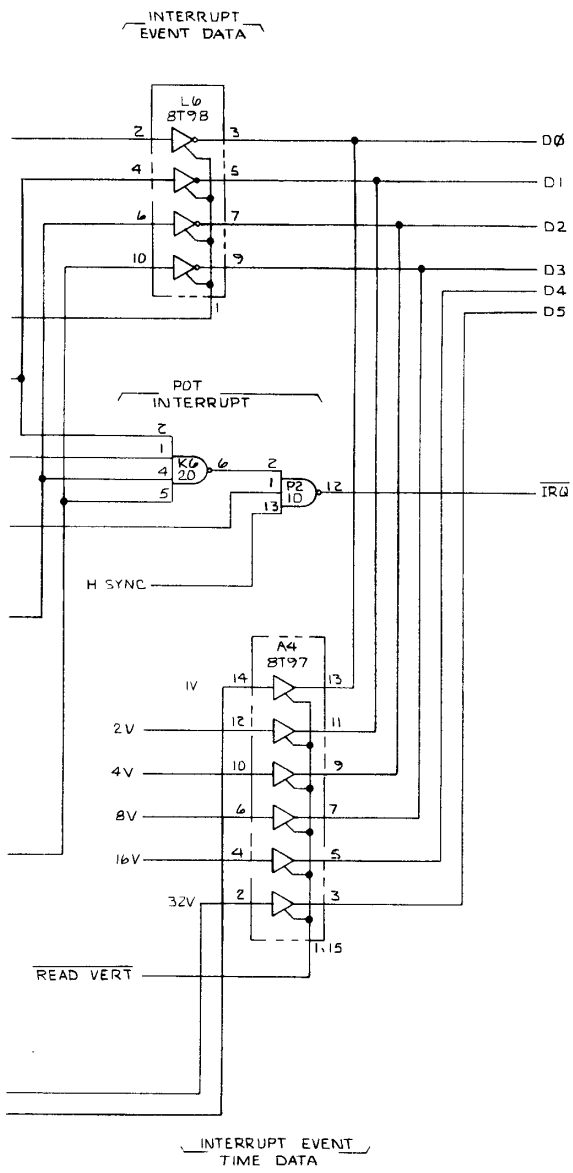 INTERRUPT
EVENT DATA
L6
8T98
2 3 DØ
4 5 D1
6 7 D2
10 9 D3
D4
1 D5
POT
INTERRUPT
2
1
K6
20
6
4
5
2
1
P2
10
12
13
IRQ
H SYNC
A4
8T97
1V 14 13
2V 12 11
4V 10 9
8V 6 7
16V 4 5
32V 2 3
1,15
READ VERT
INTERRUPT EVENT
TIME DATA